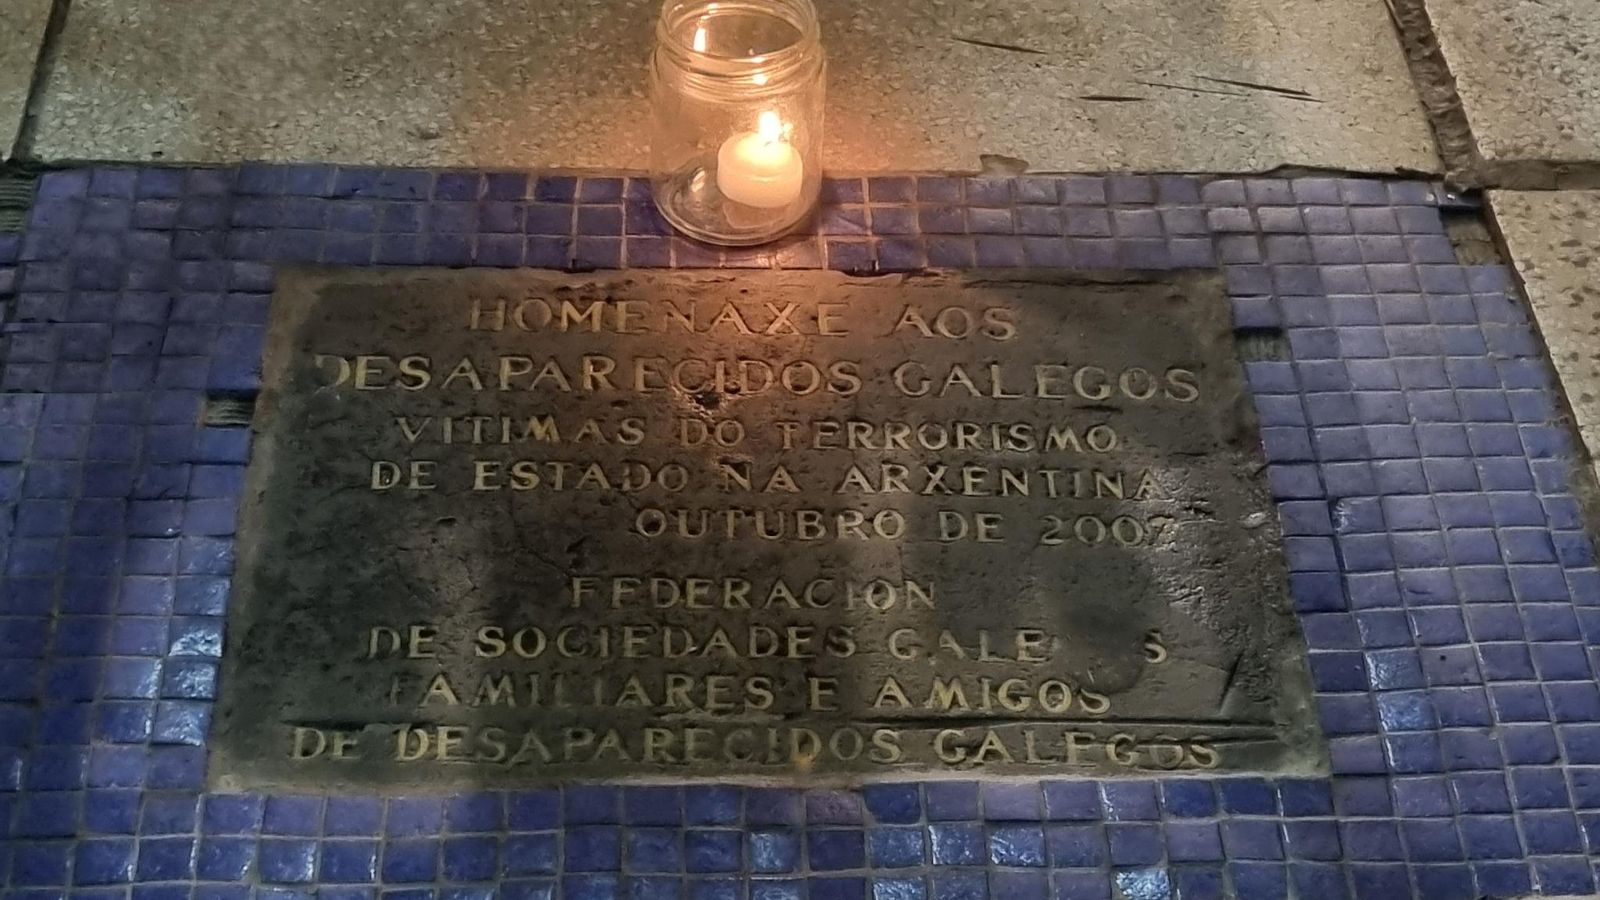 HOMENAXE AOS
DESAPARECIDOS GALEGOS
VITIMAS DO TERRORISMO
DE ESTADO NA ARXENTINA
OUTUBRO DE 2007
FEDERACION
DE SOCIEDADES GALEGAS
FAMILIARES E AMIGOS
DE DESAPARECIDOS GALEGOS